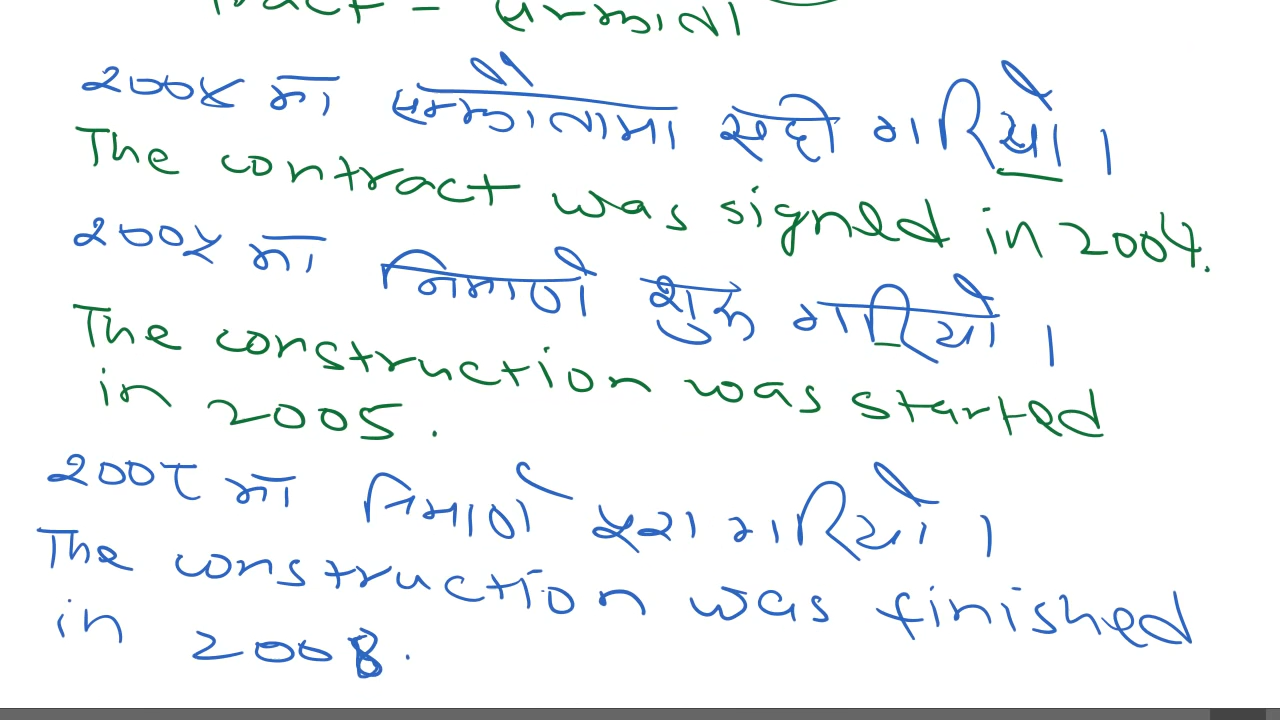 tract - सम्झौता
२००४ मा सम्झौतामा सही गरियो ।
The contract was signed in 2004.
२००५ मा निर्माण शुरु गरियो ।
The construction was started
in 2005.
२००८ मा निर्माण पुरा गरियो ।
The construction was finished
in 2008.